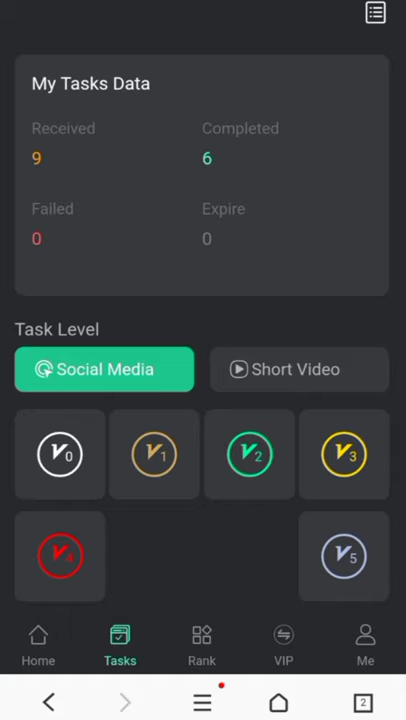 My Tasks Data
Received Completed
9 6
Failed Expire
0 0
Task Level
Social Media Short Video
V0 V1 V2 V3
V4 V5
Home Tasks Rank VIP Me
2